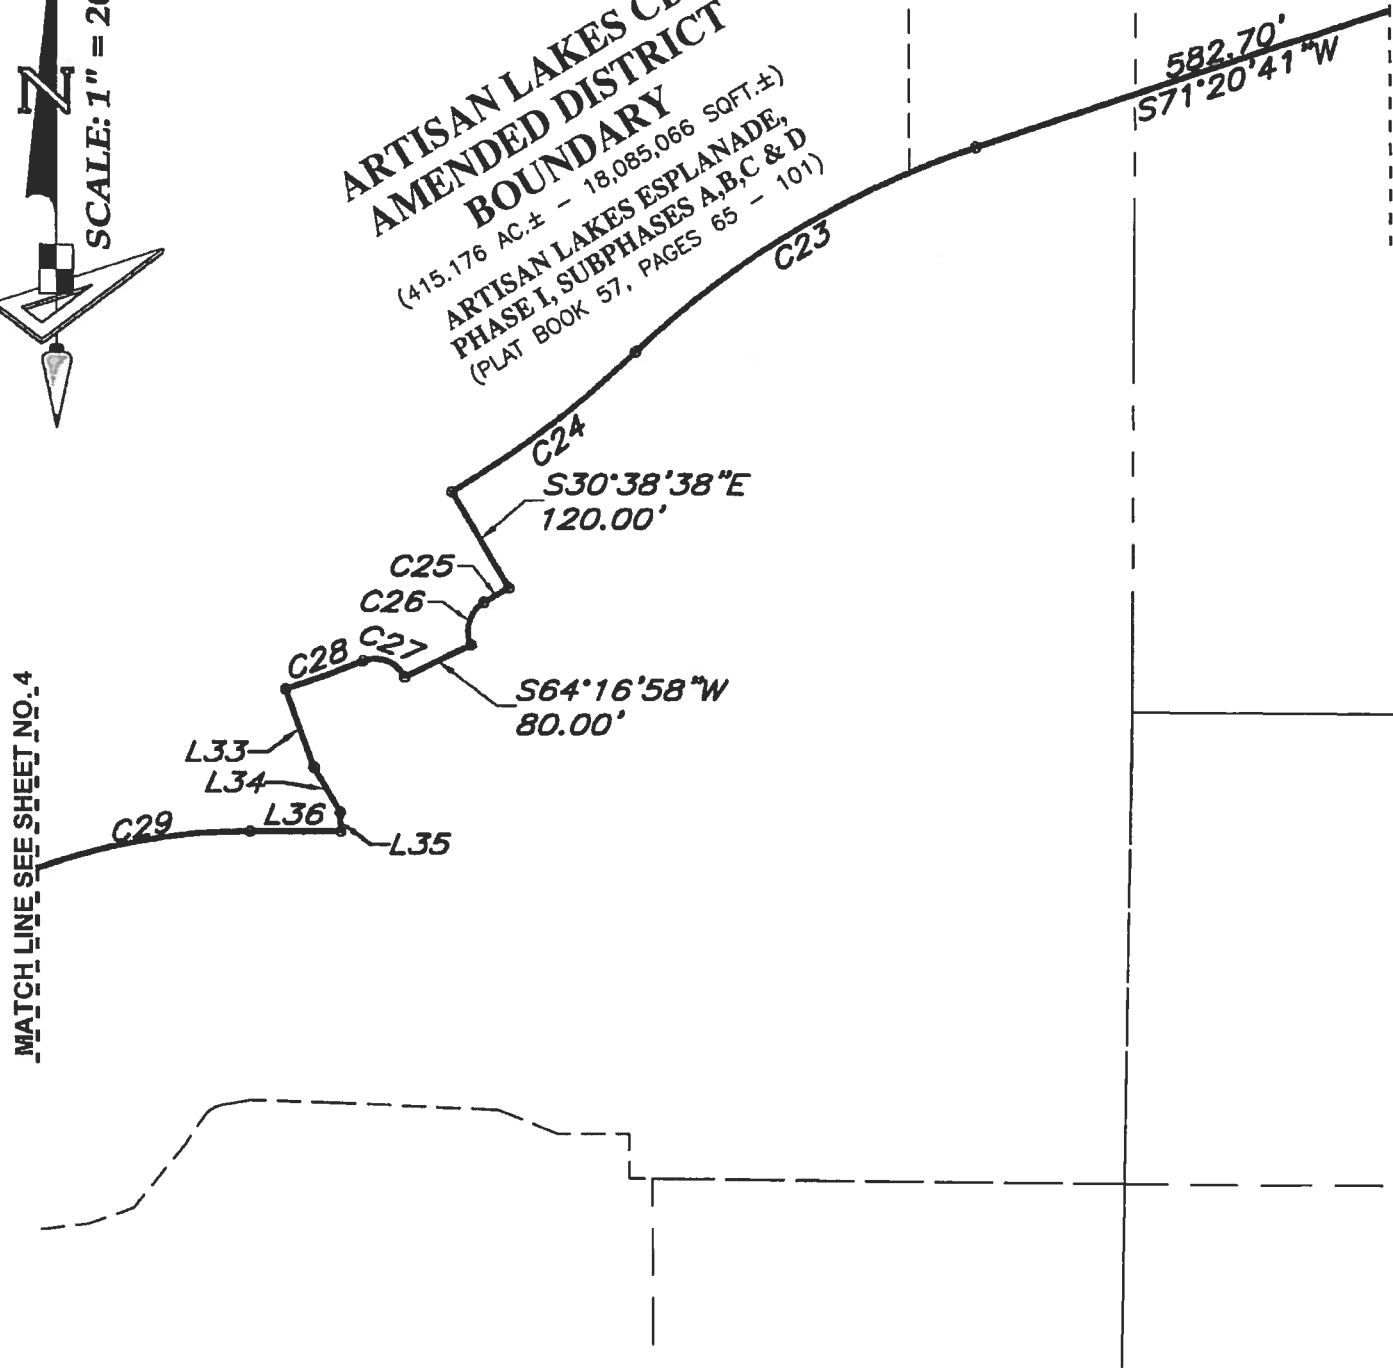 N
SCALE: 1" =
ARTISAN LAKES
AMENDED DISTRICT
BOUNDARY
(415.176 AC.± - 18,085,066 SQFT.±)
ARTISAN LAKES ESPLANADE,
PHASE I, SUBPHASES A,B,C & D
(PLAT BOOK 57, PAGES 65 - 101)
582.70'
S71°20'41"W
C23
C24
S30°38'38"E
120.00'
C25
C26
C27
C28
S64°16'58"W
80.00'
L33
L34
L36
L35
C29
MATCH LINE SEE SHEET NO. 4